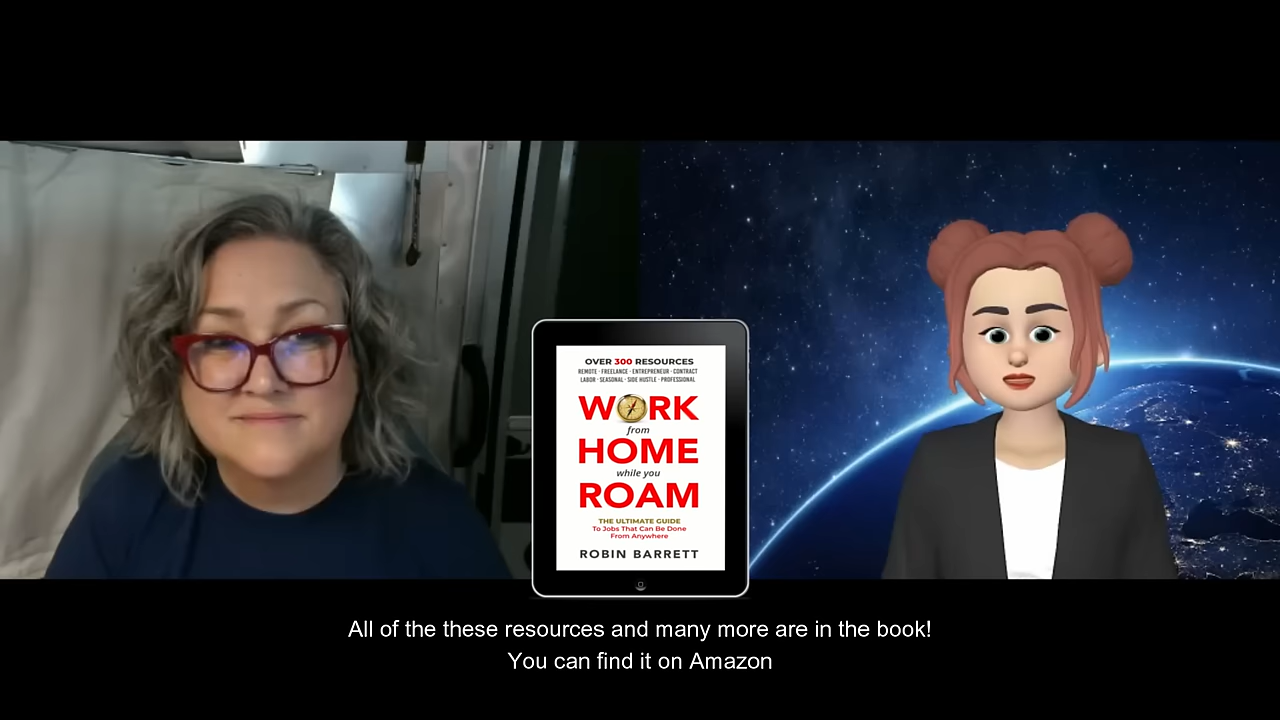 OVER 300 RESOURCES
REMOTE · FREELANCE · ENTREPRENEUR · CONTRACT
LABOR · SEASONAL · SIDE HUSTLE · PROFESSIONAL
WORK
from
HOME
while you
ROAM
THE ULTIMATE GUIDE
To Jobs That Can Be Done
From Anywhere
ROBIN BARRETT
All of the these resources and many more are in the book!
You can find it on Amazon